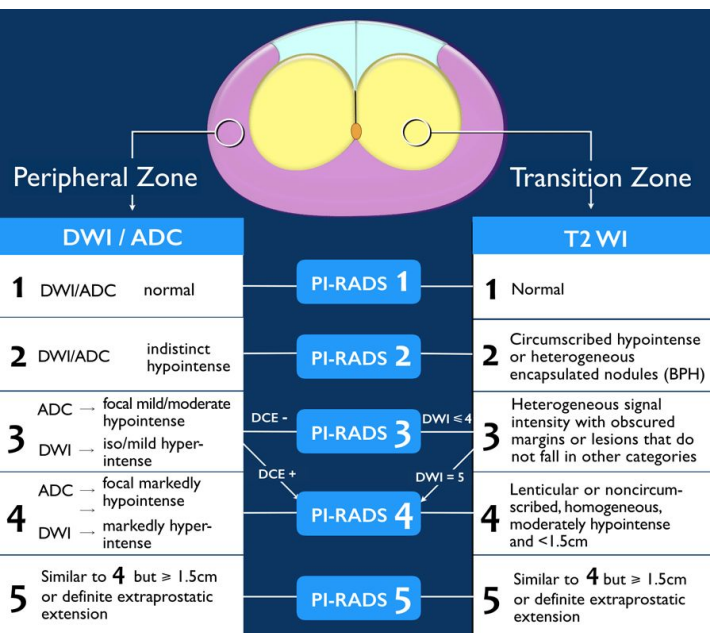 Peripheral Zone
Transition Zone
DWI / ADC
T2 WI
1 DWI/ADC normal
PI-RADS 1
1 Normal
2 DWI/ADC indistinct
hypointense
PI-RADS 2
2 Circumscribed hypointense
or heterogeneous
encapsulated nodules (BPH)
3 ADC → focal mild/moderate
hypointense
DWI → iso/mild hyper-
intense
DCE -
PI-RADS 3
DWI ⩽ 4
DCE +
DWI = 5
3 Heterogeneous signal
intensity with obscured
margins or lesions that do
not fall in other categories
4 ADC → focal markedly
hypointense
→
DWI → markedly hyper-
intense
PI-RADS 4
4 Lenticular or noncircum-
scribed, homogeneous,
moderately hypointense
and <1.5cm
5 Similar to 4 but ⩾ 1.5cm
or definite extraprostatic
extension
PI-RADS 5
5 Similar to 4 but ⩾ 1.5cm
or definite extraprostatic
extension